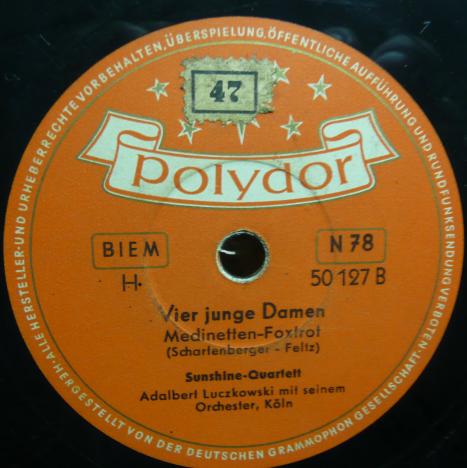 ALLE HERSTELLER-UND URHEBERRECHTE VORBEHALTEN, ÜBERSPIELUNG, ÖFFENTLICHE AUFFÜHRUNG UND RUNDFUNKSENDUNG VERBOTEN.
47
Polydor
BIEM
N 78
H.
50 127 B
Vier junge Damen
Medinetten-Foxtrot
(Scharfenberger - Feltz)
Sunshine-Quartett
Adalbert Luczkowski mit seinem
Orchester, Köln
HERGESTELLT VON DER DEUTSCHEN GRAMMOPHON GESELLSCHAFT